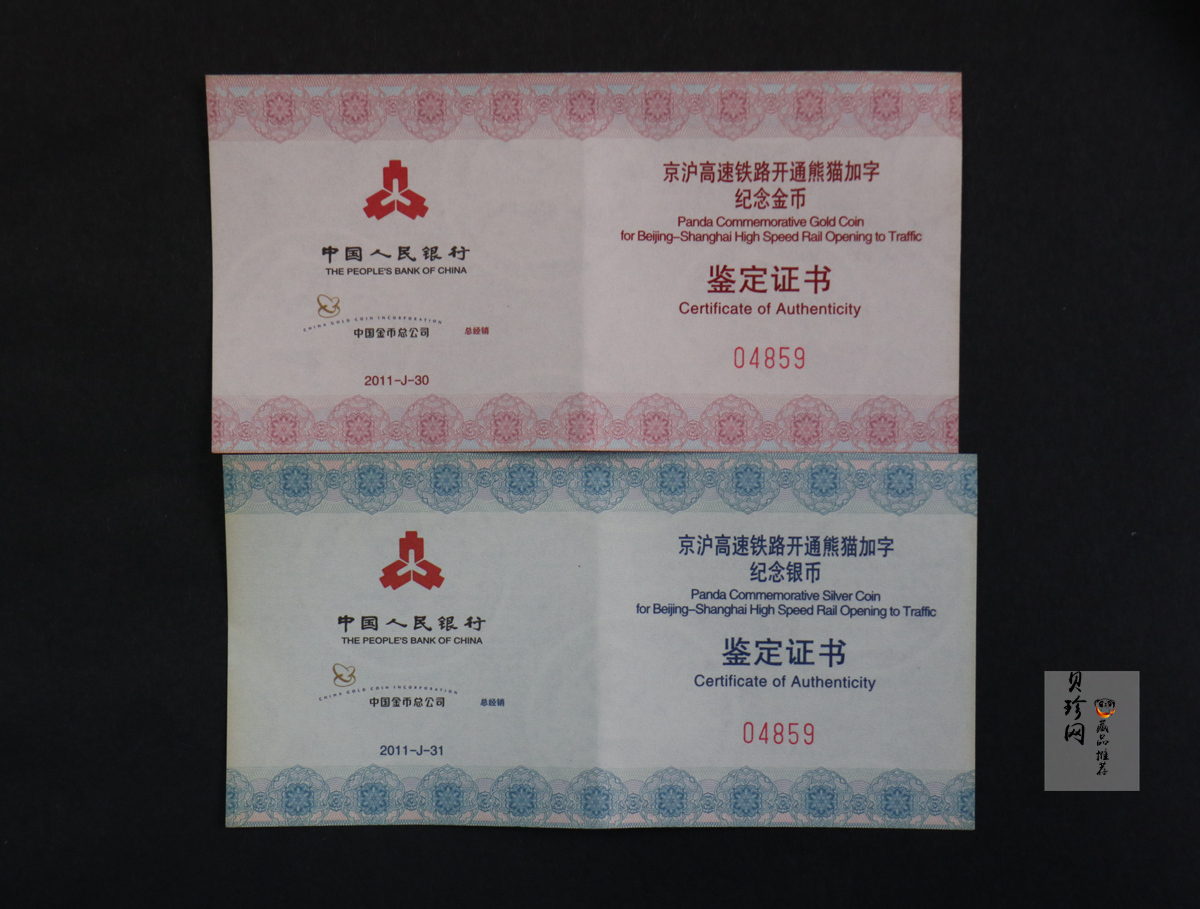 中国人民银行
THE PEOPLE'S BANK OF CHINA
CHINA GOLD COIN INCORPORATION
中国金币总公司 总经销
2011-J-30
京沪高速铁路开通熊猫加字
纪念金币
Panda Commemorative Gold Coin
for Beijing-Shanghai High Speed Rail Opening to Traffic
鉴定证书
Certificate of Authenticity
04859
中国人民银行
THE PEOPLE'S BANK OF CHINA
CHINA GOLD COIN INCORPORATION
中国金币总公司 总经销
2011-J-31
京沪高速铁路开通熊猫加字
纪念银币
Panda Commemorative Silver Coin
for Beijing-Shanghai High Speed Rail Opening to Traffic
鉴定证书
Certificate of Authenticity
04859
贝珍网
藏品推荐